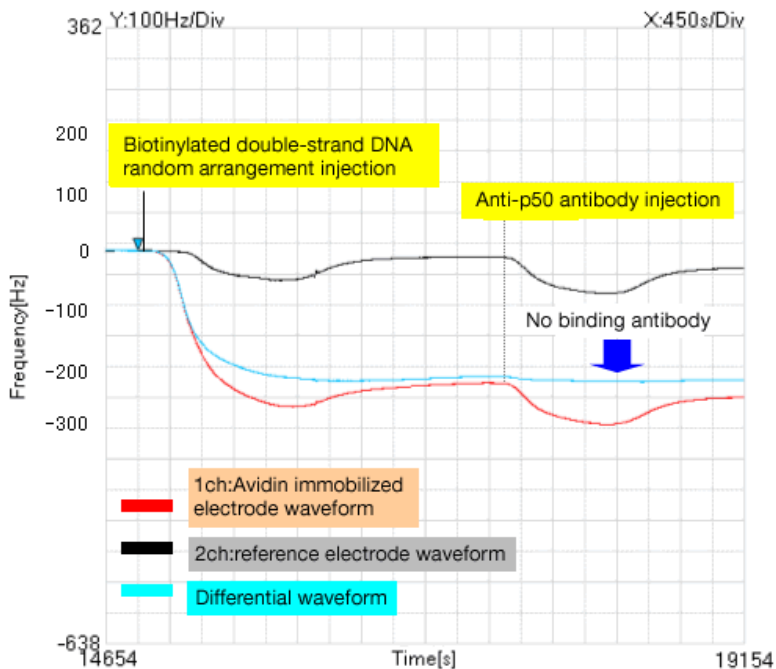 362
Y:100Hz/Div
X:450s/Div
200
Biotinylated double-strand DNA
random arrangement injection
100
Anti-p50 antibody injection
0
-100
No binding antibody
Frequency[Hz]
-200
-300
1ch:Avidin immobilized
electrode waveform
2ch:reference electrode waveform
Differential waveform
-638
14654
Time[s]
19154